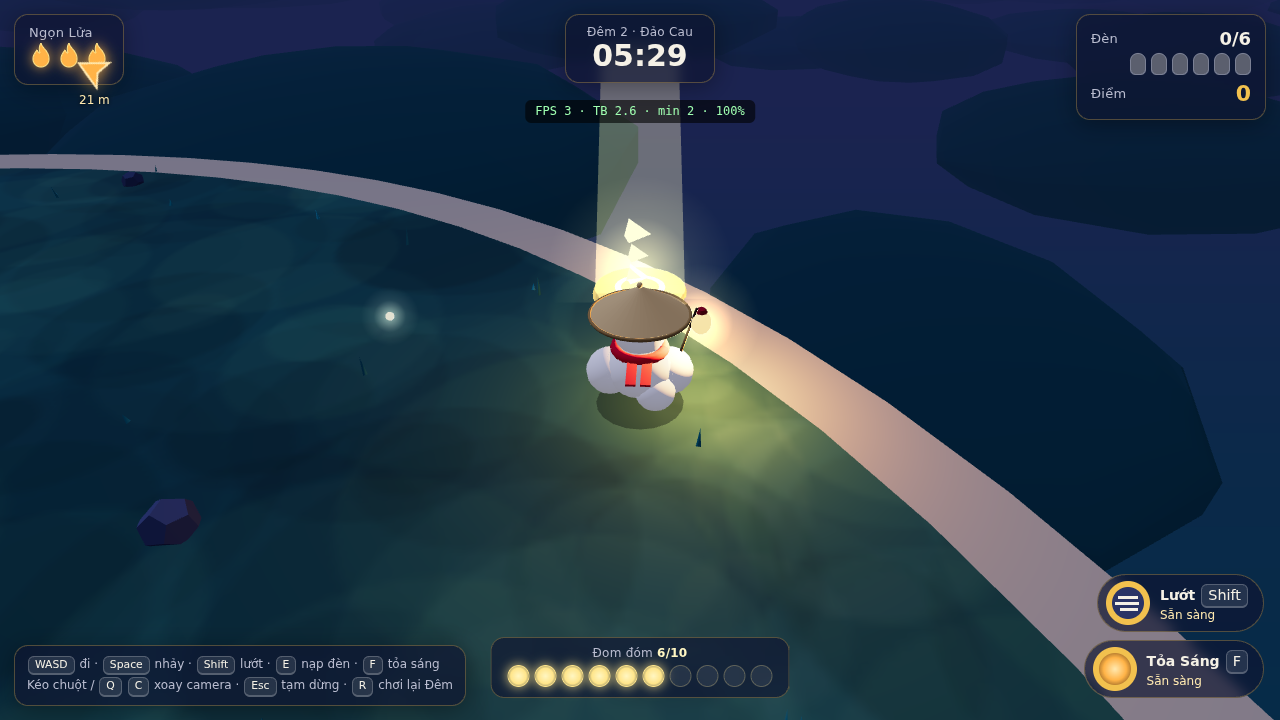 Ngọn Lửa
21 m
Đêm 2 · Đảo Cau
05:29
FPS 3 · TB 2.6 · min 2 · 100%
Đèn 0/6
Điểm 0
Lướt Shift
Sẵn sàng
Tỏa Sáng F
Sẵn sàng
Đom đóm 6/10
WASD đi · Space nhảy · Shift lướt · E nạp đèn · F tỏa sáng
Kéo chuột / Q C xoay camera · Esc tạm dừng · R chơi lại Đêm